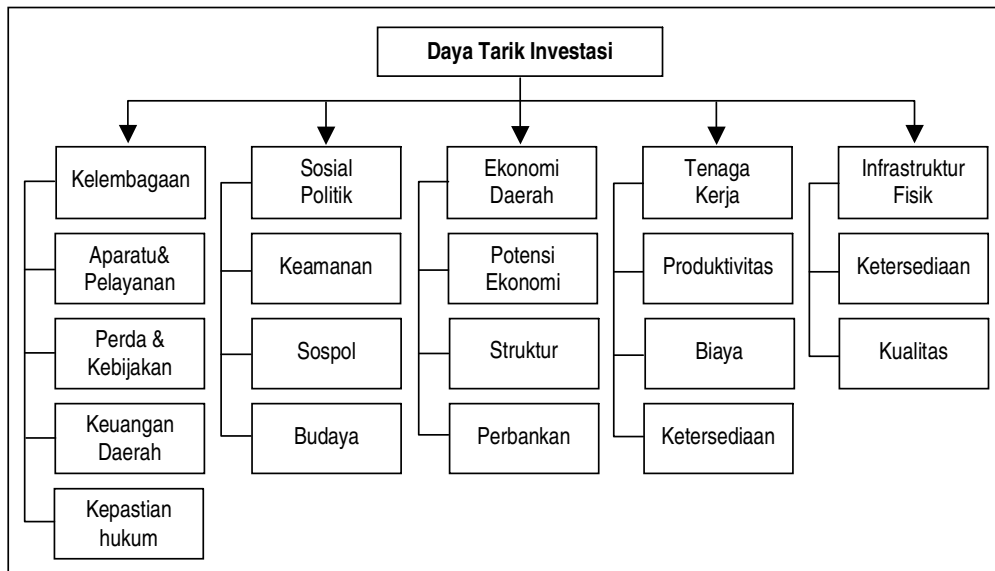 Daya Tarik Investasi
Kelembagaan
Aparatu&
Pelayanan
Perda &
Kebijakan
Keuangan
Daerah
Kepastian
hukum
Sosial
Politik
Keamanan
Sospol
Budaya
Ekonomi
Daerah
Potensi
Ekonomi
Struktur
Perbankan
Tenaga
Kerja
Produktivitas
Biaya
Ketersediaan
Infrastruktur
Fisik
Ketersediaan
Kualitas